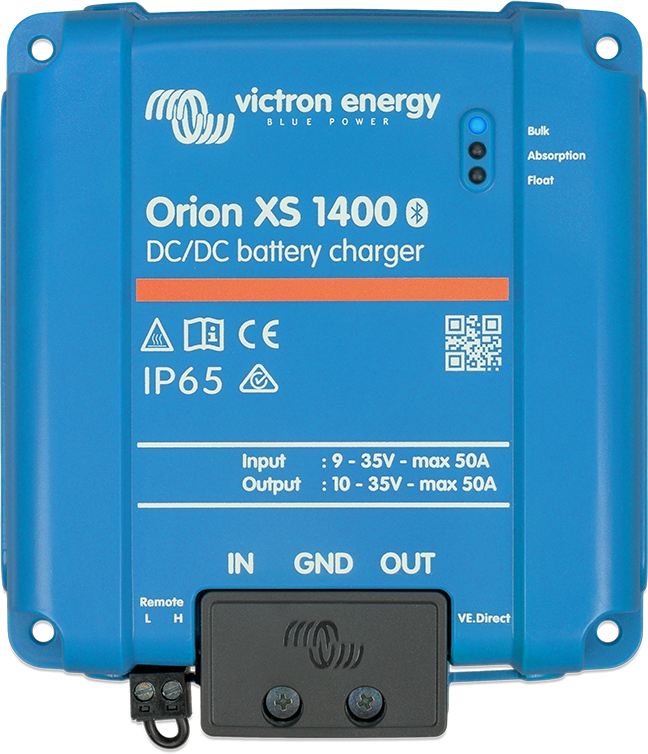 victron energy
BLUE POWER
Bulk
Absorption
Float
Orion XS 1400
DC/DC battery charger
CE
IP65
Input : 9 - 35V - max 50A
Output : 10 - 35V - max 50A
IN GND OUT
Remote
L H
VE.Direct